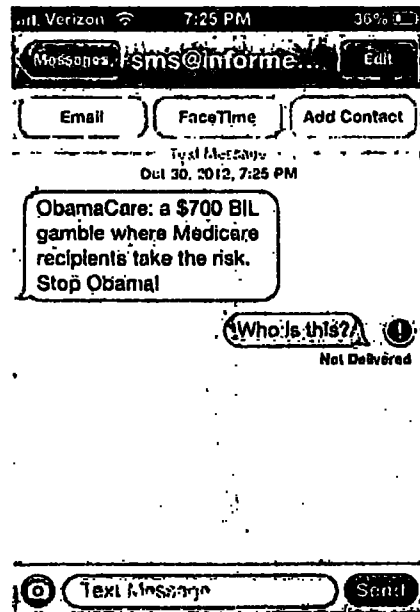 Verizon 7:25 PM 36%
Messages sms@informe... Edit
Email FaceTime Add Contact
Text Message
Oct 30, 2012, 7:25 PM
ObamaCare: a $700 BIL
gamble where Medicare
recipients take the risk.
Stop Obama!
Who is this? !
Not Delivered
Text Message Send